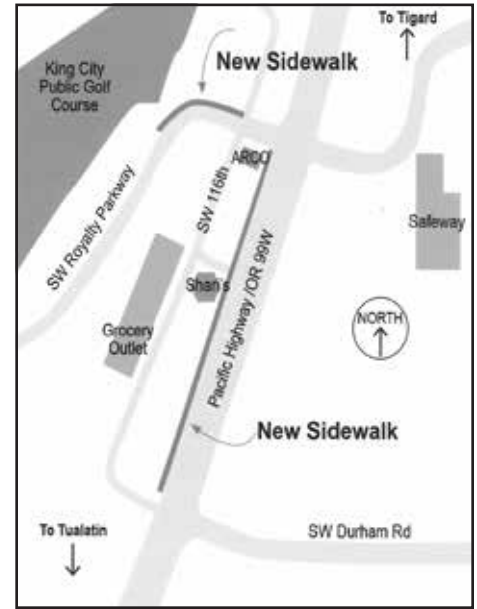 To Tigard
New Sidewalk
King City
Public Golf
Course
ARCO
SW 116th
SW Royalty Parkway
Safeway
Shari's
Pacific Highway /OR 99W
NORTH
Grocery
Outlet
New Sidewalk
To Tualatin
SW Durham Rd